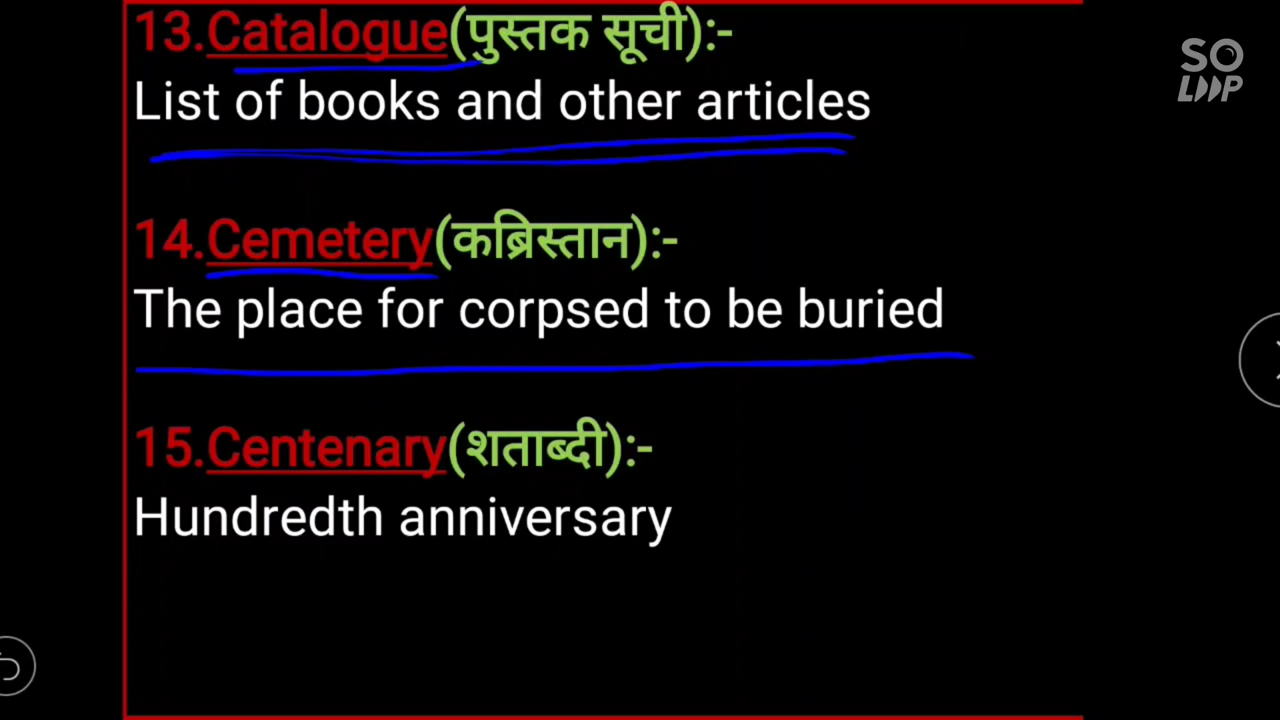 13.Catalogue(पुस्तक सूची):-
SO
LOOP
List of books and other articles
14.Cemetery(कब्रिस्तान):-
The place for corpsed to be buried
15.Centenary(शताब्दी):-
Hundredth anniversary